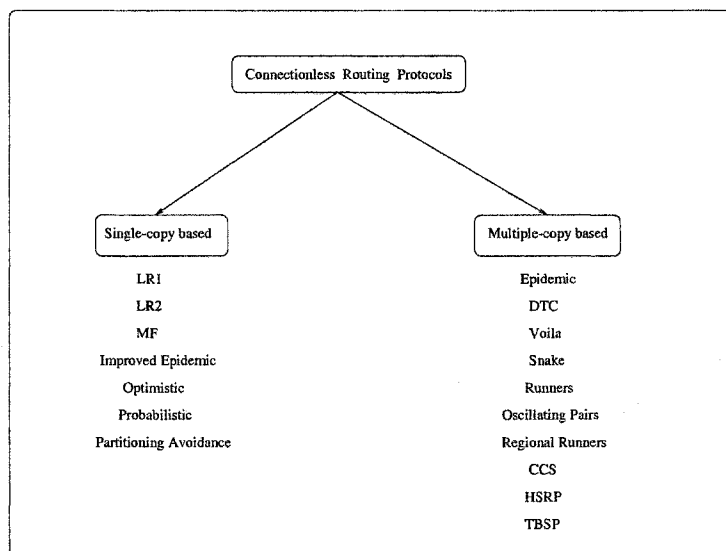 Connectionless Routing Protocols
Single-copy based
LR1
LR2
MF
Improved Epidemic
Optimistic
Probabilistic
Partitioning Avoidance
Multiple-copy based
Epidemic
DTC
Voila
Snake
Runners
Oscillating Pairs
Regional Runners
CCS
HSRP
TBSP